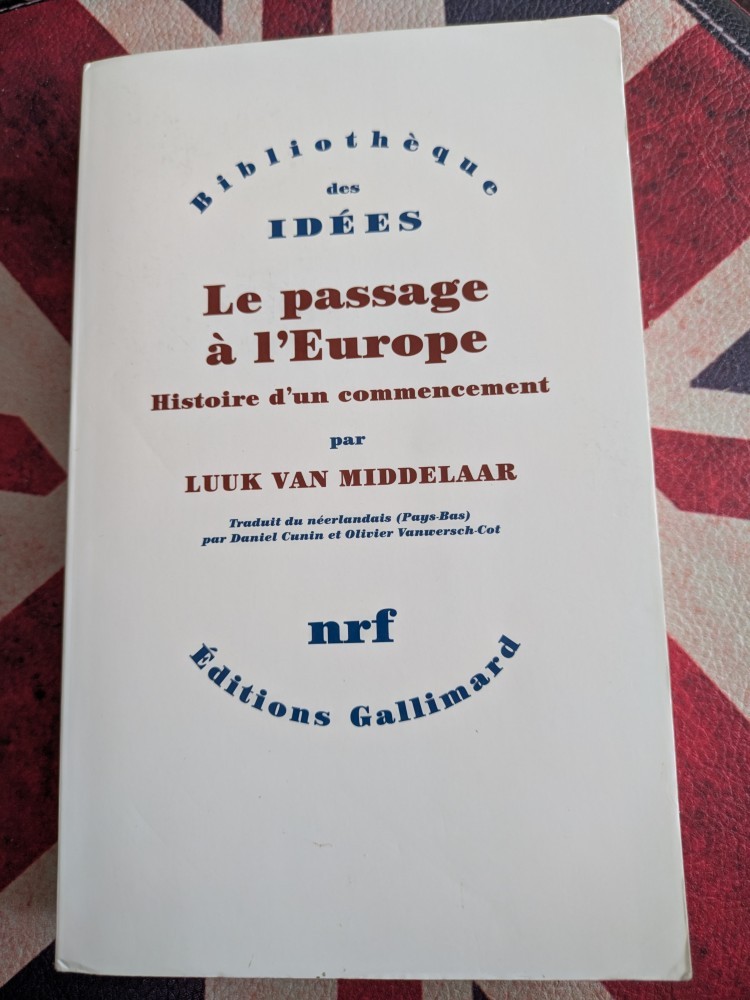 Bibliothèque
des
IDÉES
Le passage
à l'Europe
Histoire d'un commencement
par
LUUK VAN MIDDELAAR
Traduit du néerlandais (Pays-Bas)
par Daniel Cunin et Olivier Vanwersch-Cot
nrf
Éditions Gallimard